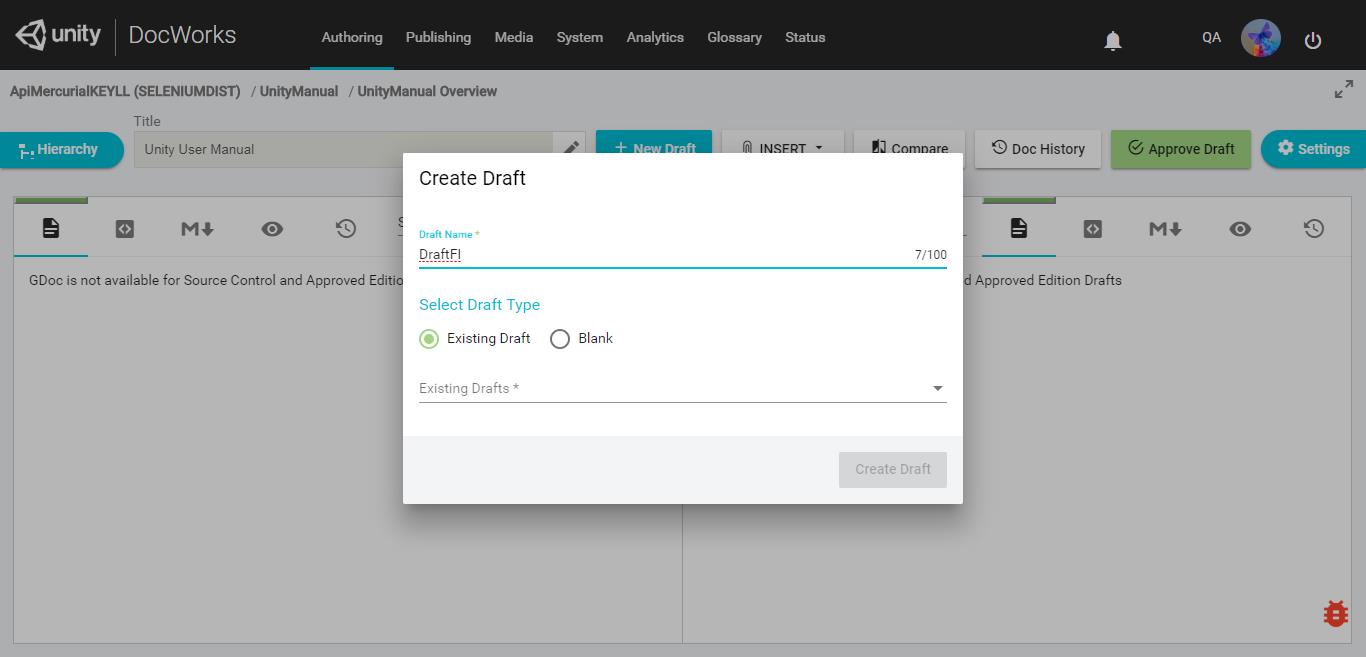 unity DocWorks Authoring Publishing Media System Analytics Glossary Status QA
ApiMercurialKEYLL (SELENIUMDIST) / UnityManual / UnityManual Overview
Title
Hierarchy Unity User Manual + New Draft INSERT Compare Doc History Approve Draft Settings
Create Draft
M M
Draft Name *
DraftFI 7/100
GDoc is not available for Source Control and Approved Editio d Approved Edition Drafts
Select Draft Type
Existing Draft Blank
Existing Drafts *
Create Draft